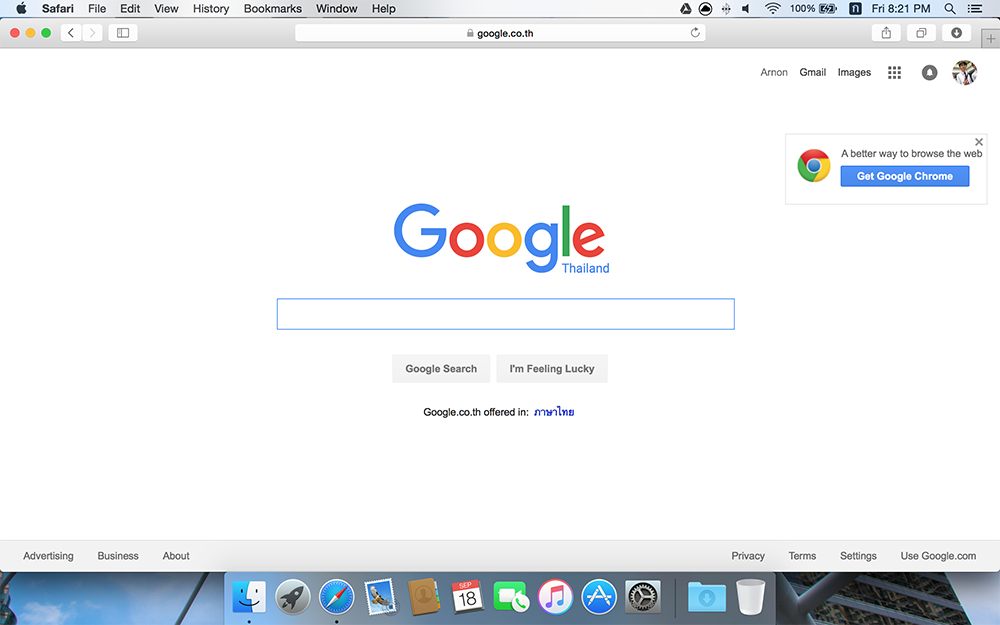 Safari File Edit View History Bookmarks Window Help 100% ก Fri 8:21 PM
google.co.th
Arnon Gmail Images
A better way to browse the web
Get Google Chrome
Google
Thailand
Google Search I'm Feeling Lucky
Google.co.th offered in: ภาษาไทย
Advertising Business About Privacy Terms Settings Use Google.com
SEP
18